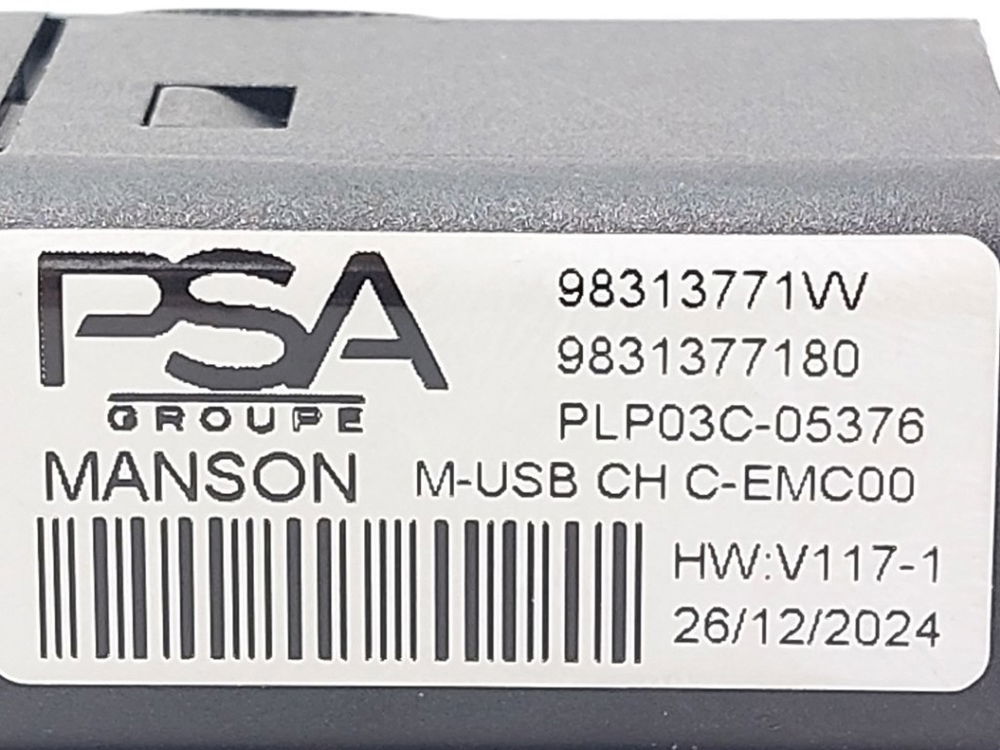 PSA
GROUPE
98313771VV
9831377180
PLP03C-05376
MANSON M-USB CH C-EMC00
HW:V117-1
26/12/2024